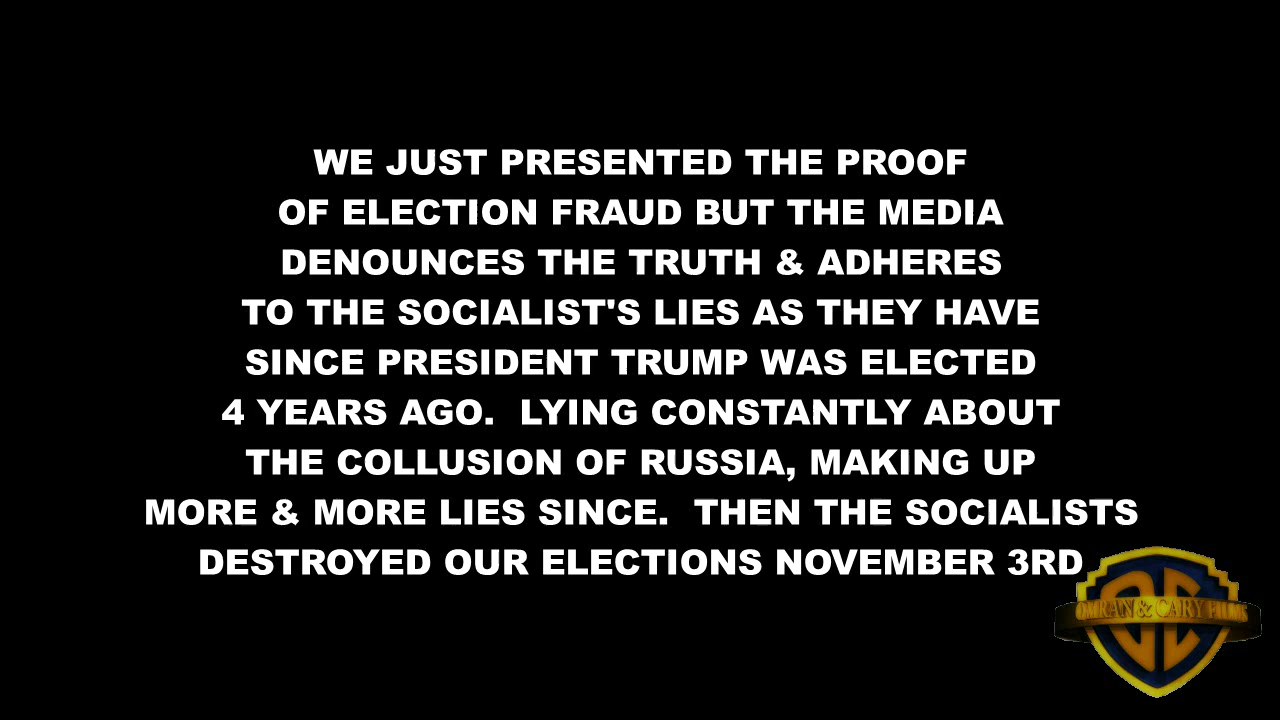 WE JUST PRESENTED THE PROOF
OF ELECTION FRAUD BUT THE MEDIA
DENOUNCES THE TRUTH & ADHERES
TO THE SOCIALIST'S LIES AS THEY HAVE
SINCE PRESIDENT TRUMP WAS ELECTED
4 YEARS AGO.  LYING CONSTANTLY ABOUT
THE COLLUSION OF RUSSIA, MAKING UP
MORE & MORE LIES SINCE.  THEN THE SOCIALISTS
DESTROYED OUR ELECTIONS NOVEMBER 3RD
OMRAN & CARY FILMS